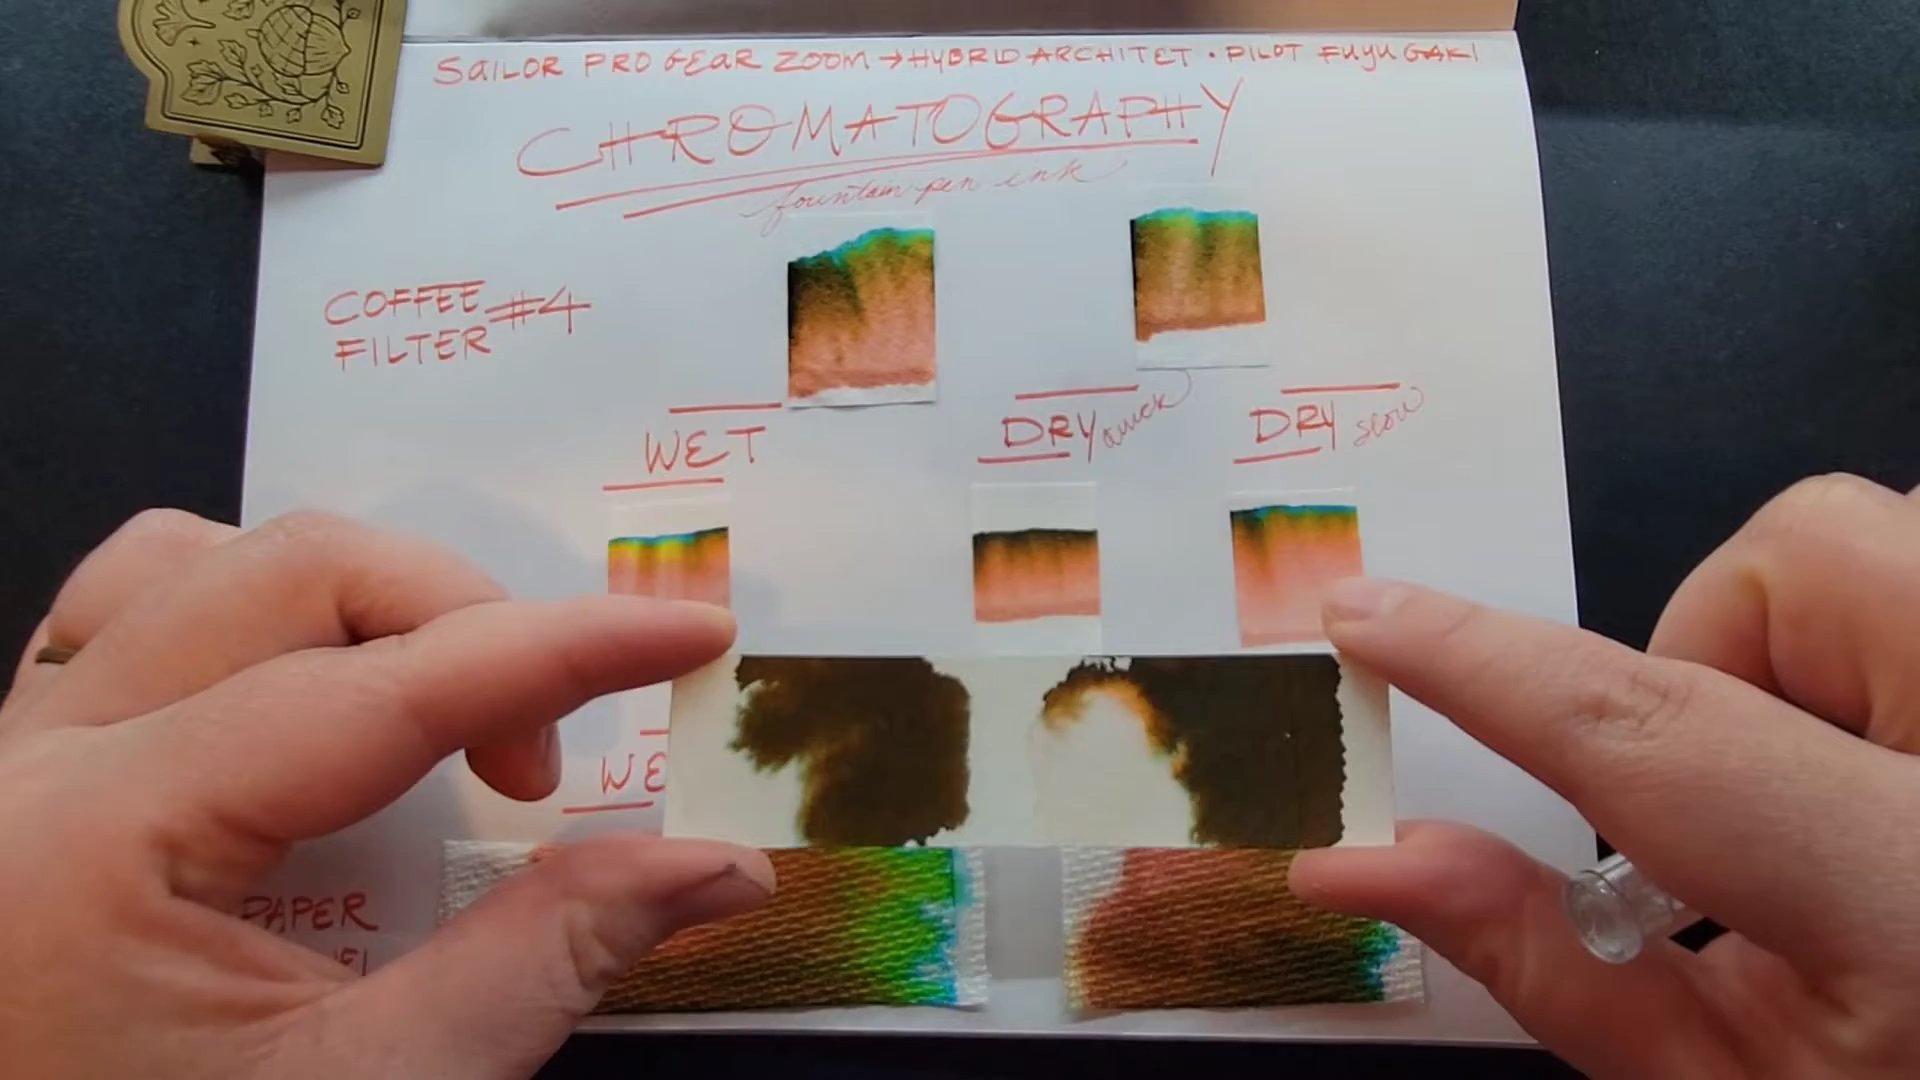 SAILOR PRO GEAR ZOOM → HYBRID ARCHITET · PILOT FUYU GAKI
CHROMATOGRAPHY
fountain pen ink
COFFEE
FILTER #4
WET
DRY quick
DRY slow
WE
PAPER